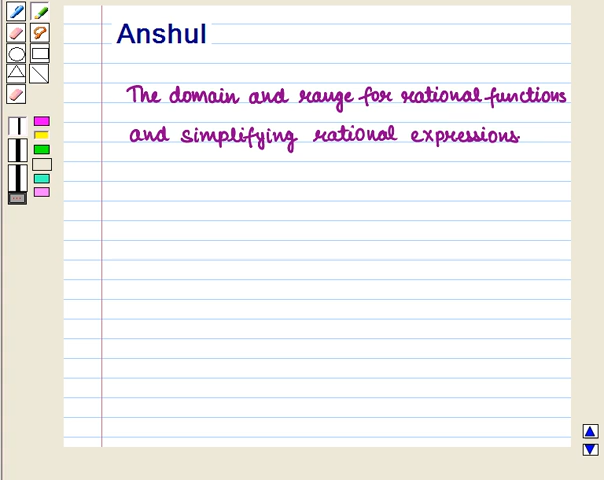 Anshul
The domain and range for rational functions
and simplifying rational expressions.